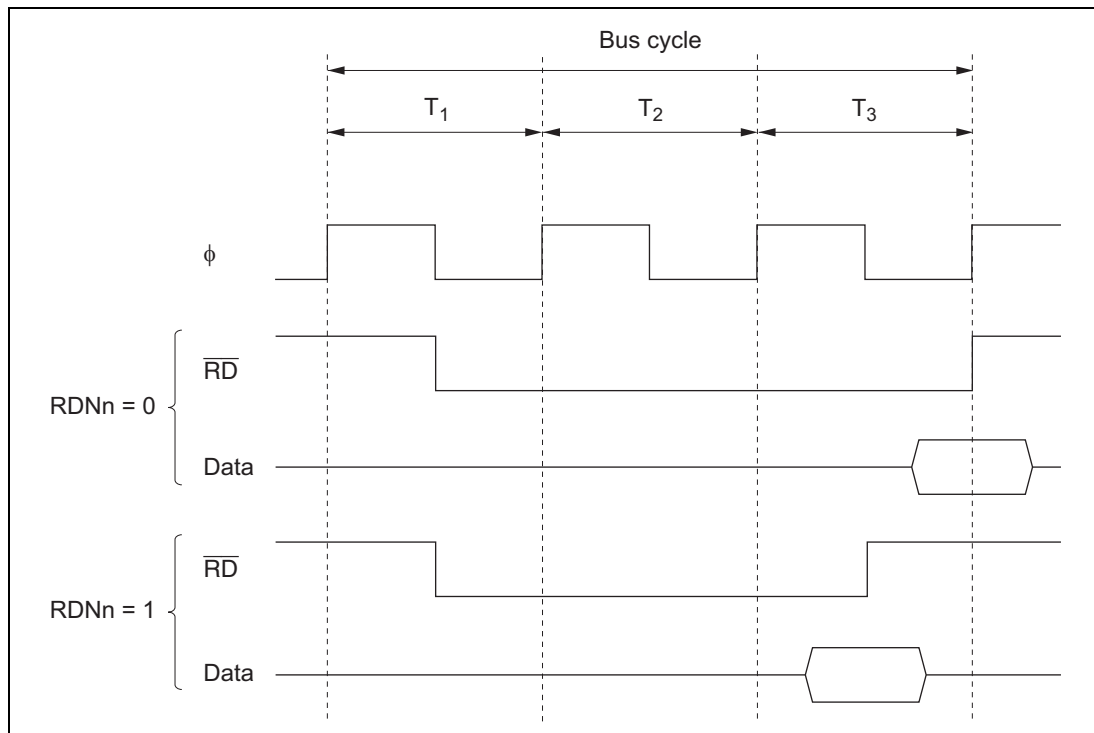 Bus cycle
T1 T2 T3
ϕ
RD
RDNn = 0
Data
RD
RDNn = 1
Data